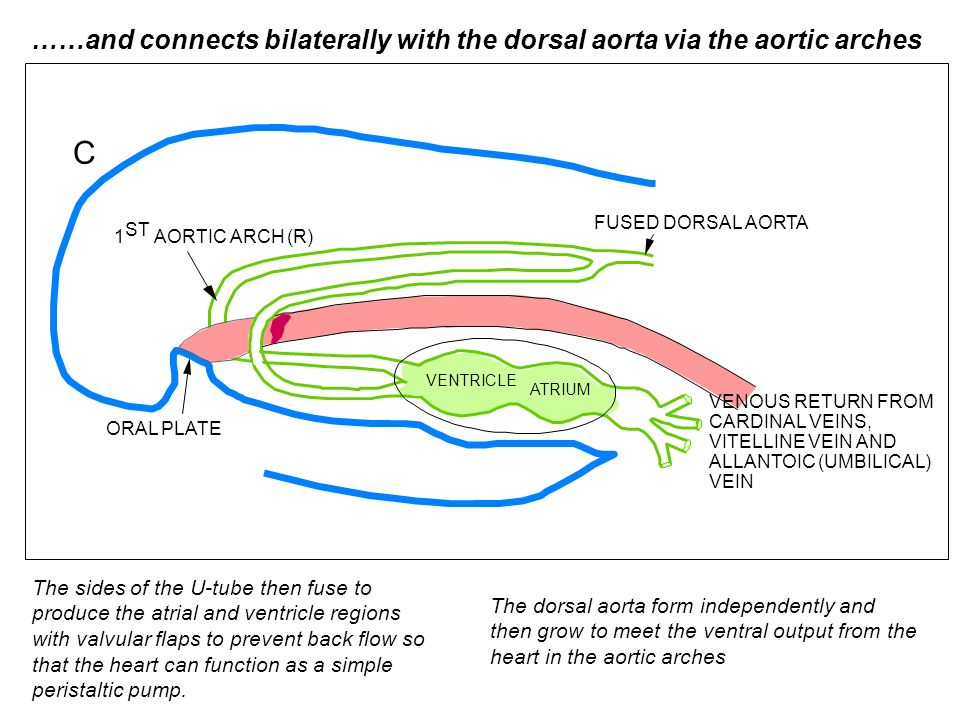 ……and connects bilaterally with the dorsal aorta via the aortic arches
C
FUSED DORSAL AORTA
1ST AORTIC ARCH (R)
VENTRICLE
ATRIUM
ORAL PLATE
VENOUS RETURN FROM
CARDINAL VEINS,
VITELLINE VEIN AND
ALLANTOIC (UMBILICAL)
VEIN
The sides of the U-tube then fuse to
produce the atrial and ventricle regions
with valvular flaps to prevent back flow so
that the heart can function as a simple
peristaltic pump.
The dorsal aorta form independently and
then grow to meet the ventral output from the
heart in the aortic arches